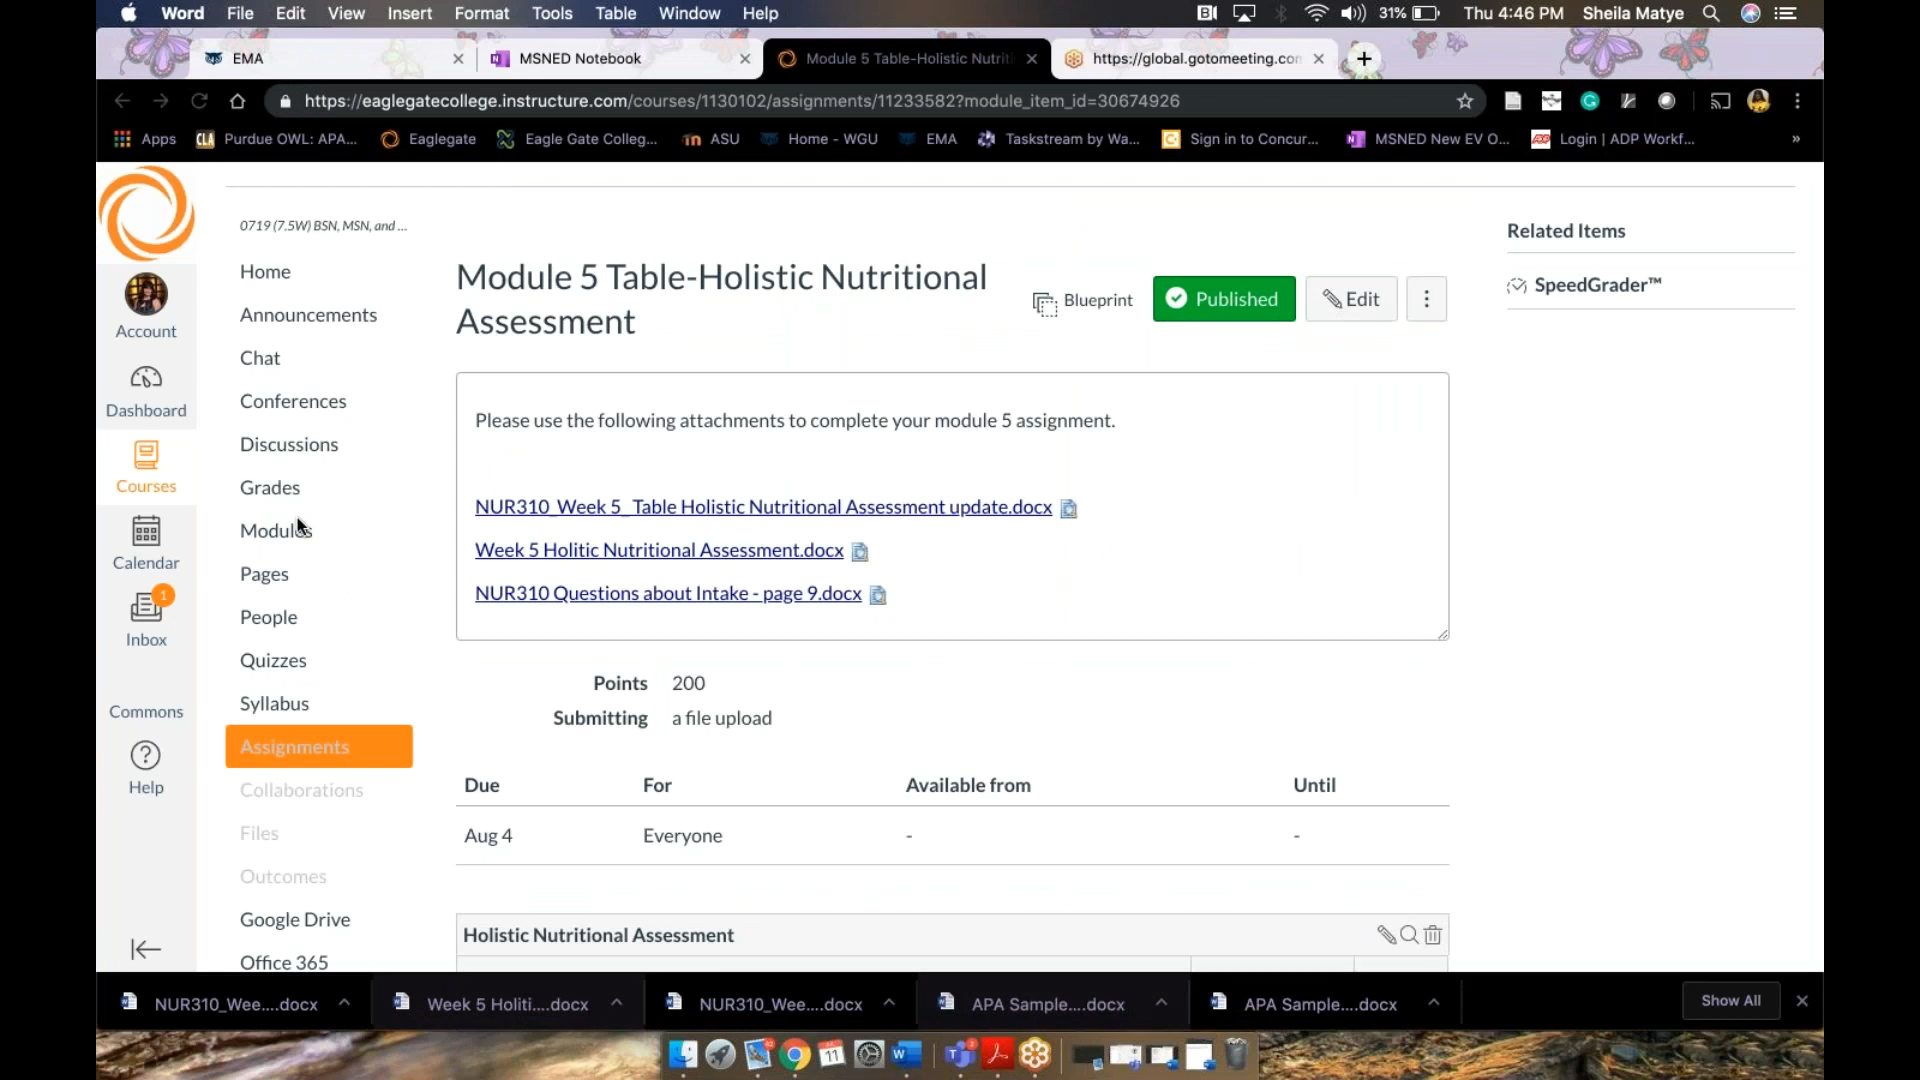 Word File Edit View Insert Format Tools Table Window Help 31% Thu 4:46 PM Sheila Matye
EMA MSNED Notebook Module 5 Table-Holistic Nutriti https://global.gotomeeting.con
https://eaglegatecollege.instructure.com/courses/1130102/assignments/11233582?module_item_id=30674926
Apps Purdue OWL: APA... Eaglegate Eagle Gate Colleg... ASU Home - WGU EMA Taskstream by Wa... Sign in to Concur... MSNED New EV O... Login | ADP Workf... »
0719 (7.5W) BSN, MSN, and ...
Home
Announcements
Chat
Conferences
Discussions
Grades
Modules
Pages
People
Quizzes
Syllabus
Assignments
Collaborations
Files
Outcomes
Google Drive
Office 365
Account
Dashboard
Courses
Calendar
1
Inbox
Commons
Help
Module 5 Table-Holistic Nutritional
Assessment
Blueprint
Published
Edit
Related Items
SpeedGrader™
Please use the following attachments to complete your module 5 assignment.
NUR310_Week 5_ Table Holistic Nutritional Assessment update.docx
Week 5 Holitic Nutritional Assessment.docx
NUR310 Questions about Intake - page 9.docx
Points 200
Submitting a file upload
Due For Available from Until
Aug 4 Everyone - -
Holistic Nutritional Assessment
NUR310_Wee....docx Week 5 Holiti....docx NUR310_Wee....docx APA Sample....docx APA Sample....docx Show All
11